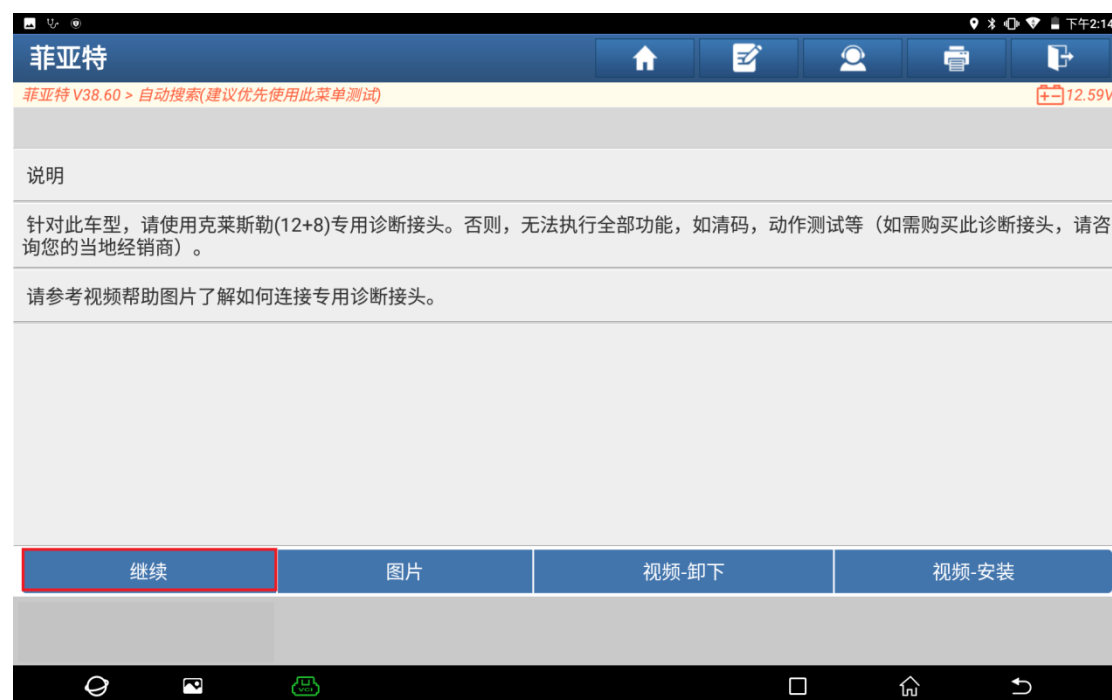 下午2:14
菲亚特
菲亚特 V38.60 > 自动搜索(建议优先使用此菜单测试)
12.59V
说明
针对此车型，请使用克莱斯勒(12+8)专用诊断接头。否则，无法执行全部功能，如清码，动作测试等（如需购买此诊断接头，请咨
询您的当地经销商）。
请参考视频帮助图片了解如何连接专用诊断接头。
继续
图片
视频-卸下
视频-安装
VCI